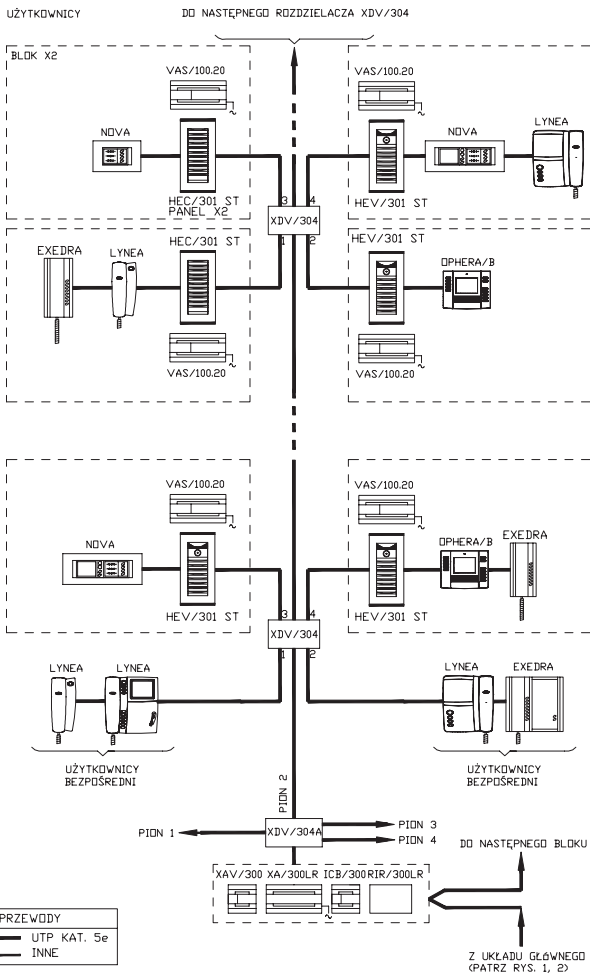 UŻYTKOWNICY
DO NASTĘPNEGO ROZDZIELACZA XDV/304
BLOK X2
VAS/100.20
VAS/100.20
NOVA
NOVA
LYNEA
HEC/301 ST
PANEL X2
HEV/301 ST
3
4
XDV/304
1
2
EXEDRA
LYNEA
HEC/301 ST
HEV/301 ST
OPHERA/B
VAS/100.20
VAS/100.20
VAS/100.20
VAS/100.20
NOVA
OPHERA/B
EXEDRA
HEV/301 ST
HEV/301 ST
3
4
XDV/304
1
2
LYNEA
LYNEA
LYNEA
EXEDRA
UŻYTKOWNICY
BEZPOŚREDNI
UŻYTKOWNICY
BEZPOŚREDNI
PION 2
PION 1
XDV/304A
PION 3
PION 4
DO NASTĘPNEGO BLOKU
XAV/300
XA/300LR
ICB/300
RIR/300LR
PRZEWODY
UTP KAT. 5e
INNE
Z UKŁADU GŁÓWNEGO
(PATRZ RYS. 1, 2)